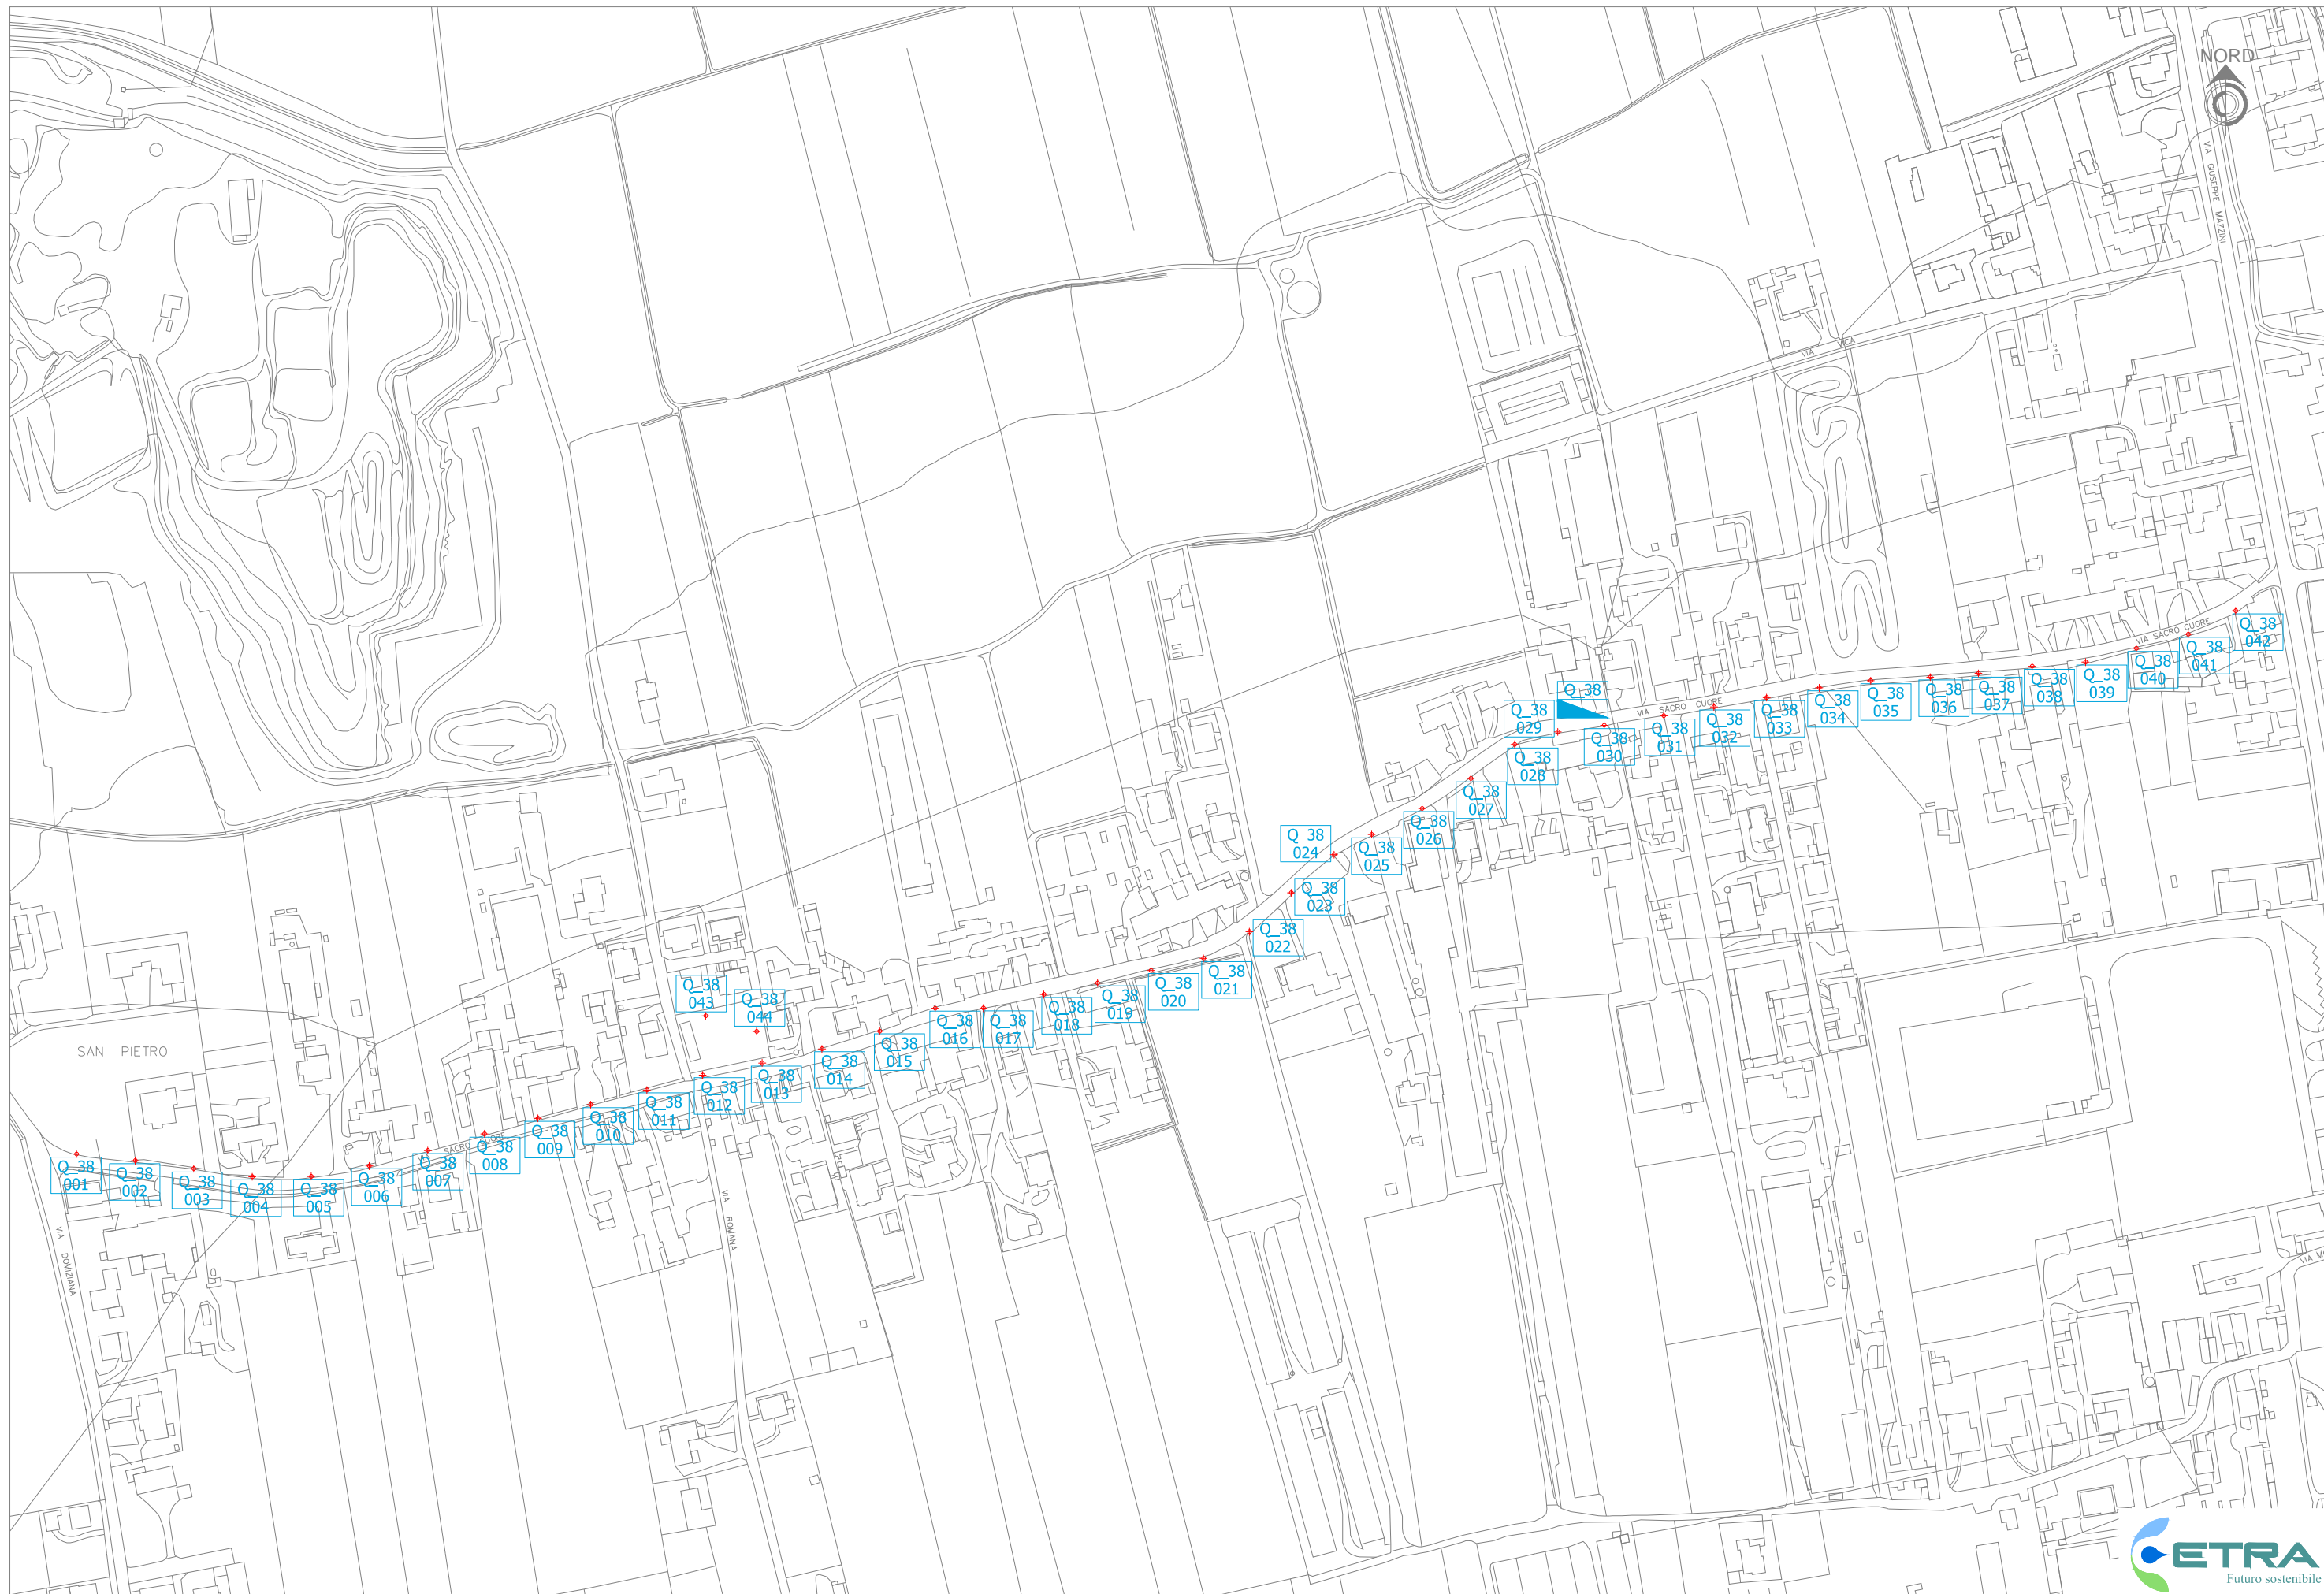 NORD
VIA GIUSEPPE MAZZINI
VIA VICA
VIA SACRO CUORE
Q_38
042
Q_38
041
Q_38
040
Q_38
039
Q_38
038
Q_38
037
Q_38
036
Q_38
035
Q_38
034
Q_38
033
Q_38
032
Q_38
031
VIA SACRO CUORE
Q_38
Q_38
030
Q_38
029
Q_38
028
Q_38
027
Q_38
026
Q_38
025
Q_38
024
Q_38
023
Q_38
022
Q_38
021
Q_38
020
Q_38
019
Q_38
018
Q_38
017
Q_38
016
Q_38
015
Q_38
014
Q_38
013
Q_38
012
Q_38
011
Q_38
010
Q_38
009
Q_38
008
Q_38
007
Q_38
006
Q_38
005
Q_38
004
Q_38
003
Q_38
002
Q_38
001
Q_38
043
Q_38
044
SAN PIETRO
SACRO CUORE
VIA DOMIZIANA
VIA ROMANA
VIA
ETRA
Futuro sostenibile